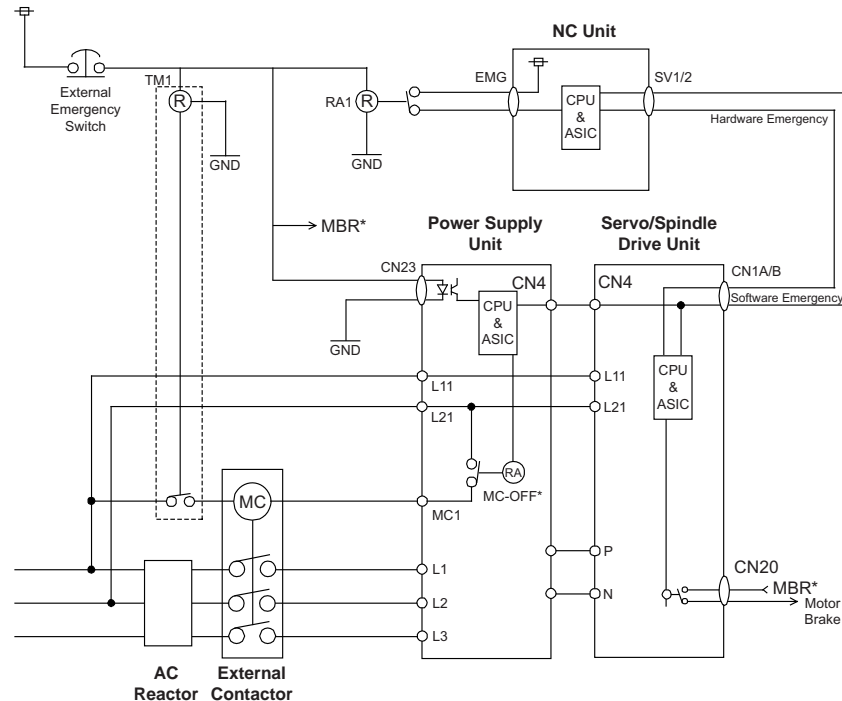 NC Unit
External
Emergency
Switch
TM1
R
GND
RA1
R
GND
EMG
CPU
&
ASIC
SV1/2
Hardware Emergency
MBR*
Power Supply
Unit
Servo/Spindle
Drive Unit
CN23
GND
CN4
CPU
&
ASIC
CN4
CN1A/B
Software Emergency
CPU
&
ASIC
L11
L11
L21
L21
RA
MC-OFF*
MC
MC1
P
N
L1
L2
L3
CN20
MBR*
Motor
Brake
AC
Reactor
External
Contactor